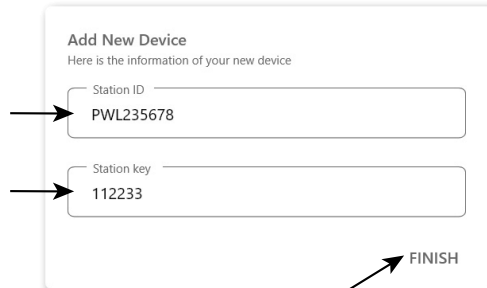 Add New Device
Here is the information of your new device
Station ID
PWL235678
Station key
112233
FINISH